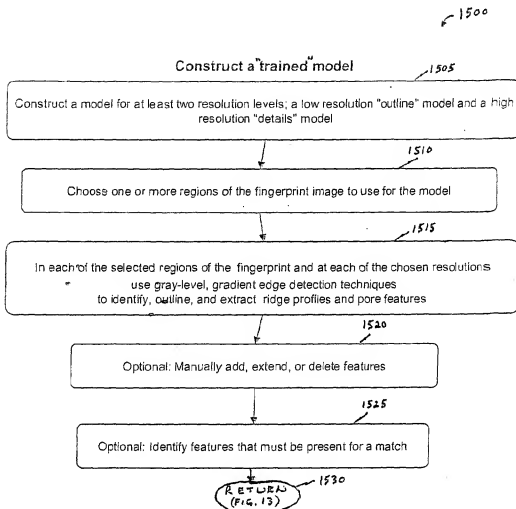 1500
Construct a "trained" model
1505
Construct a model for at least two resolution levels; a low resolution "outline" model and a high
resolution "details" model
1510
Choose one or more regions of the fingerprint image to use for the model
1515
In each of the selected regions of the fingerprint and at each of the chosen resolutions
use gray-level, gradient edge detection techniques
to identify, outline, and extract ridge profiles and pore features
1520
Optional: Manually add, extend, or delete features
1525
Optional: Identify features that must be present for a match
1530
RETURN
(FIG. 13)